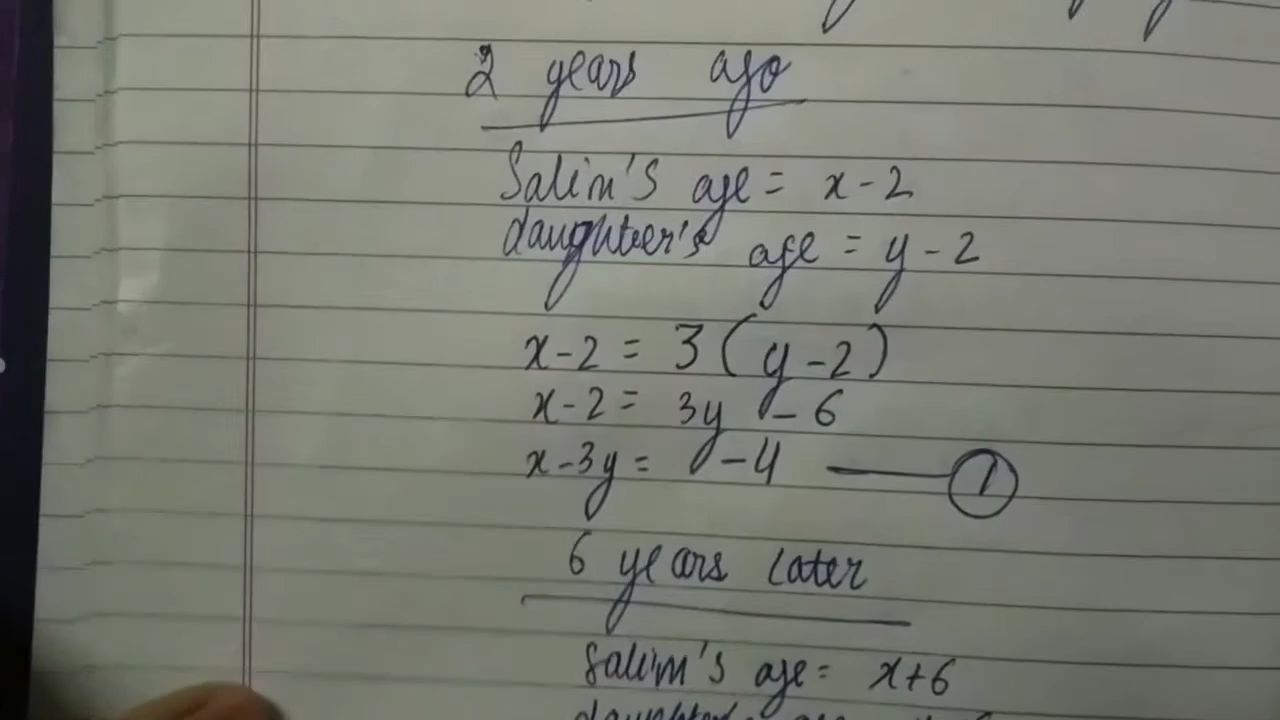 2 years ago
Salim's age = x - 2
daughter's age = y - 2
x - 2 = 3 (y - 2)
x - 2 = 3y - 6
x - 3y = - 4 — 1
6 years later
Salim's age = x + 6